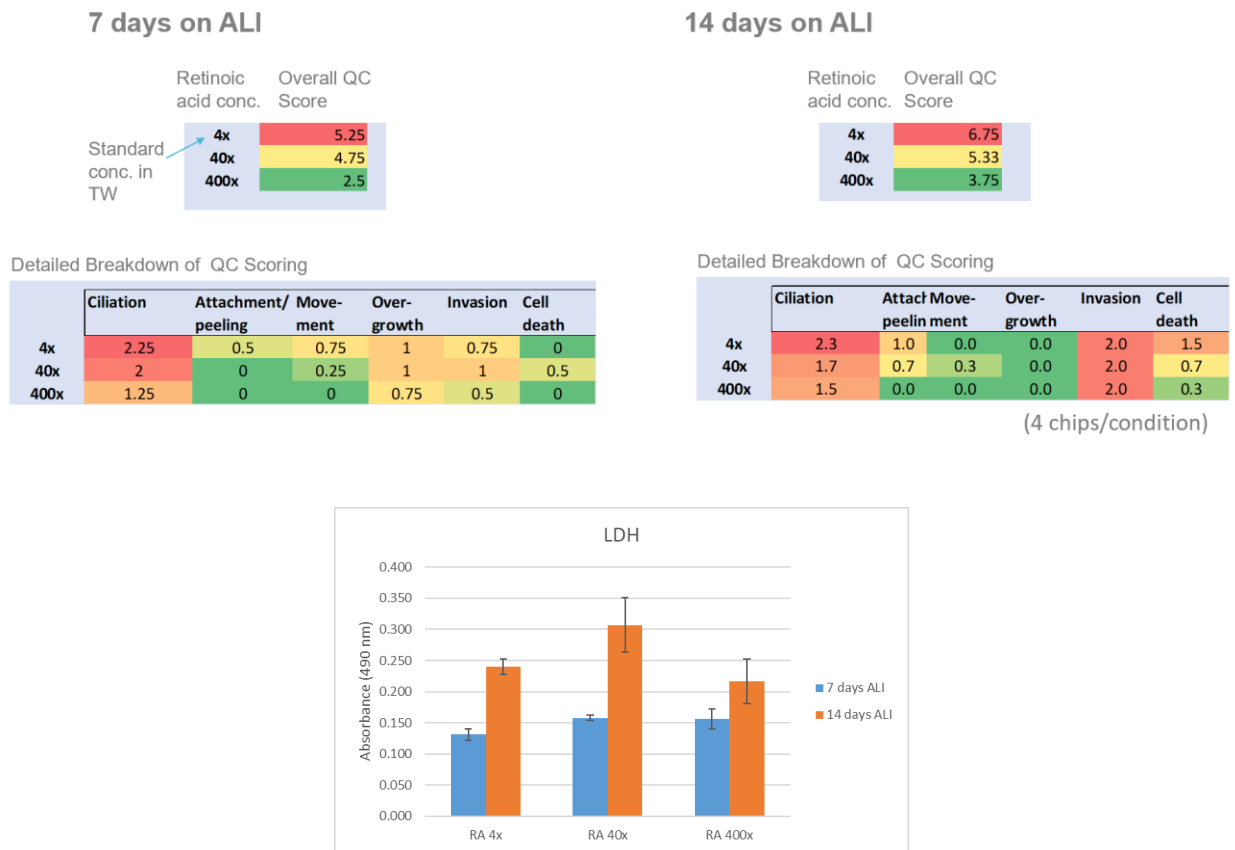 7 days on ALI
14 days on ALI
Retinoic acid conc.
Overall QC Score
4x 5.25
40x 4.75
400x 2.5
Standard conc. in TW
Retinoic acid conc.
Overall QC Score
4x 6.75
40x 5.33
400x 3.75
Detailed Breakdown of QC Scoring
Ciliation Attachment/ Move- Over- Invasion Cell
peeling ment growth death
4x 2.25 0.5 0.75 1 0.75 0
40x 2 0 0.25 1 1 0.5
400x 1.25 0 0 0.75 0.5 0
Detailed Breakdown of QC Scoring
Ciliation Attach Move- Over- Invasion Cell
peelin ment growth death
4x 2.3 1.0 0.0 0.0 2.0 1.5
40x 1.7 0.7 0.3 0.0 2.0 0.7
400x 1.5 0.0 0.0 0.0 2.0 0.3
(4 chips/condition)
LDH
0.400
0.350
0.300
0.250
0.200
0.150
0.100
0.050
0.000
Absorbance (490 nm)
RA 4x RA 40x RA 400x
7 days ALI
14 days ALI